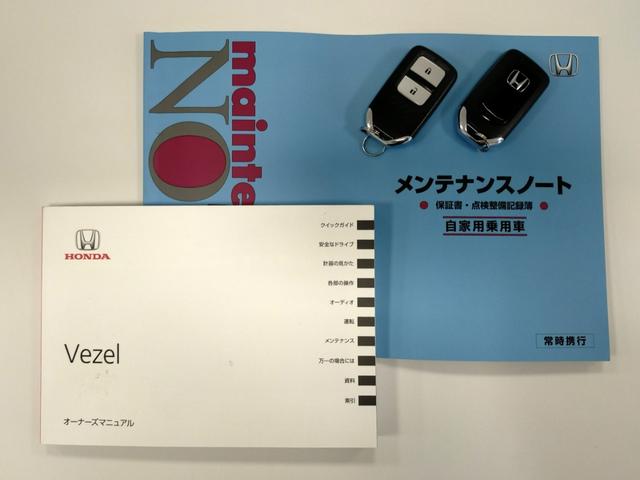 mainte
NO
メンテナンスノート
● 保証書・点検整備記録簿 ●
自家用乗用車
常時携行
HONDA
Vezel
オーナーズマニュアル
クイックガイド
安全なドライブ
計器の見かた
各部の操作
オーディオ
運転
メンテナンス
万一の場合には
資料
索引